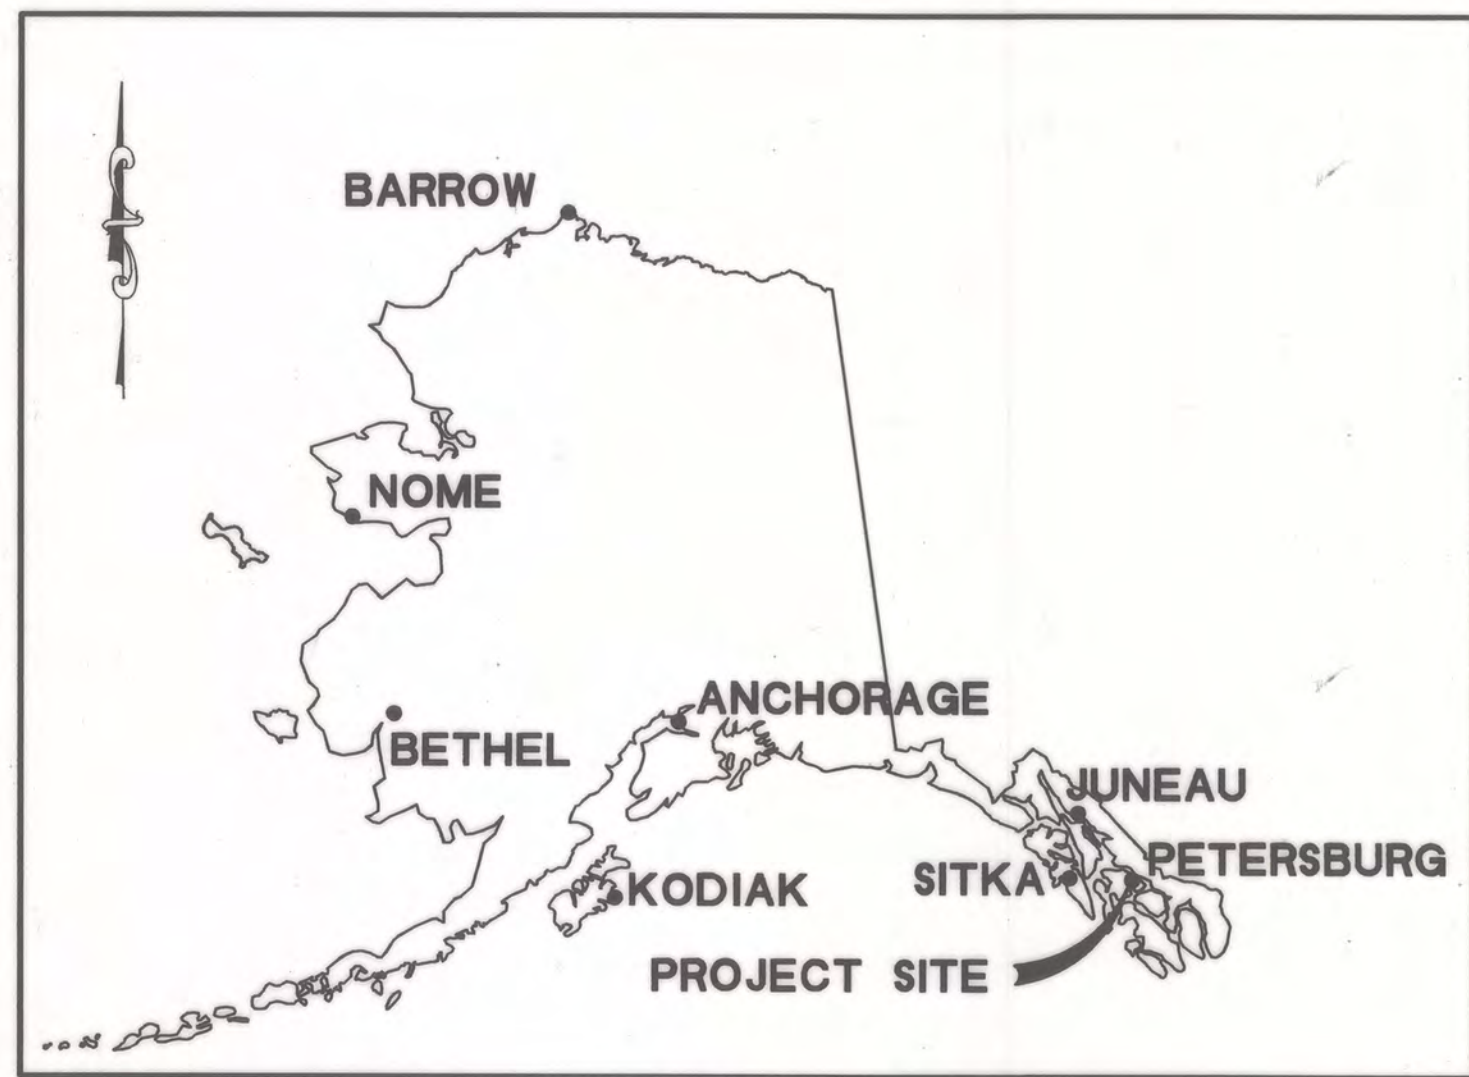 BARROW
NOME
ANCHORAGE
BETHEL
JUNEAU
PETERSBURG
SITKA
KODIAK
PROJECT SITE